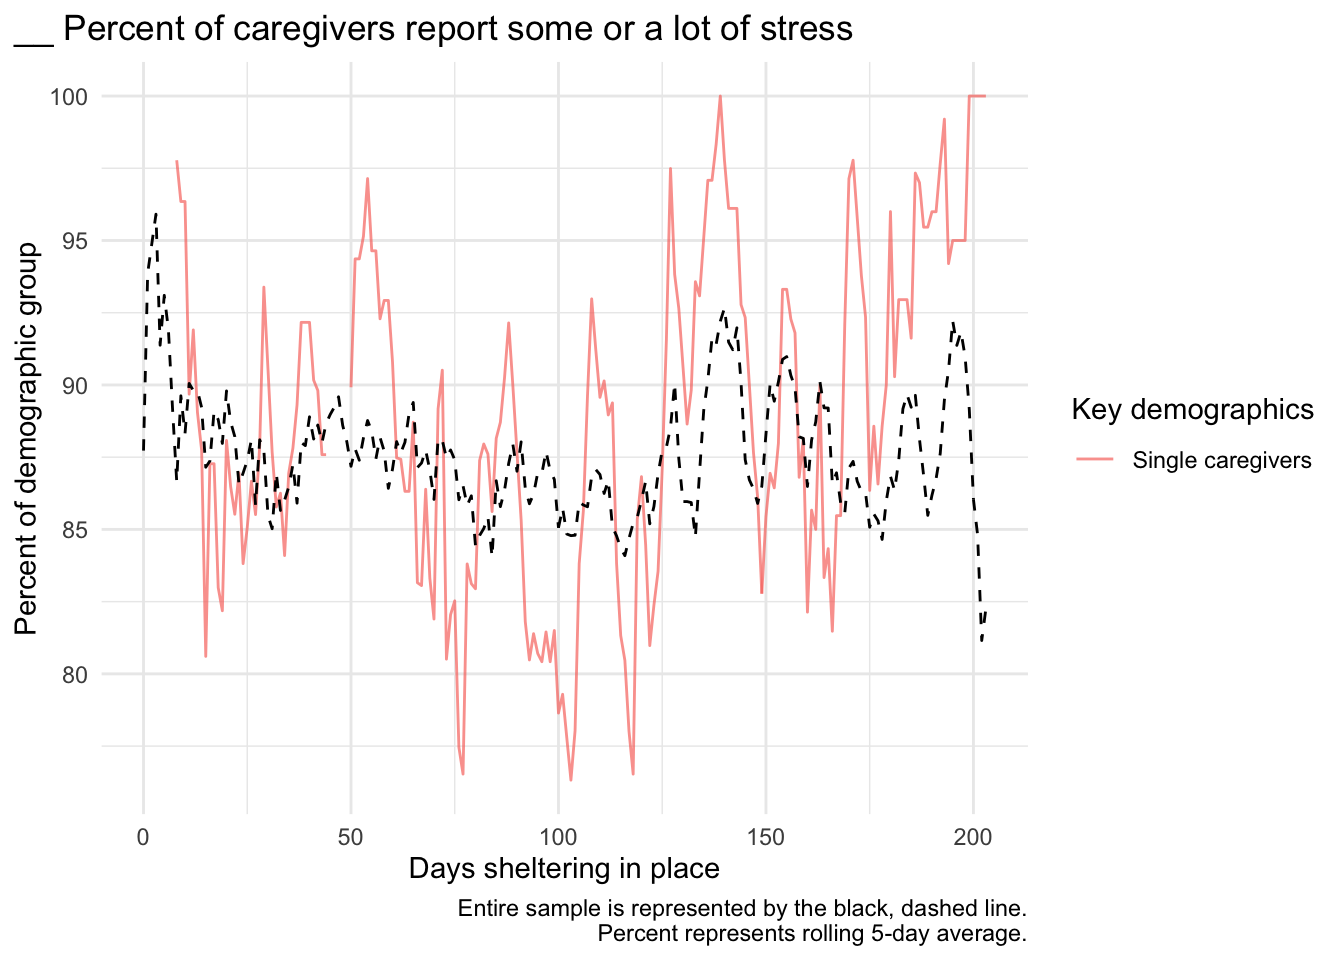 __ Percent of caregivers report some or a lot of stress
100
95
90
85
80
Percent of demographic group
0
50
100
150
200
Days sheltering in place
Key demographics
Single caregivers
Entire sample is represented by the black, dashed line.
Percent represents rolling 5-day average.